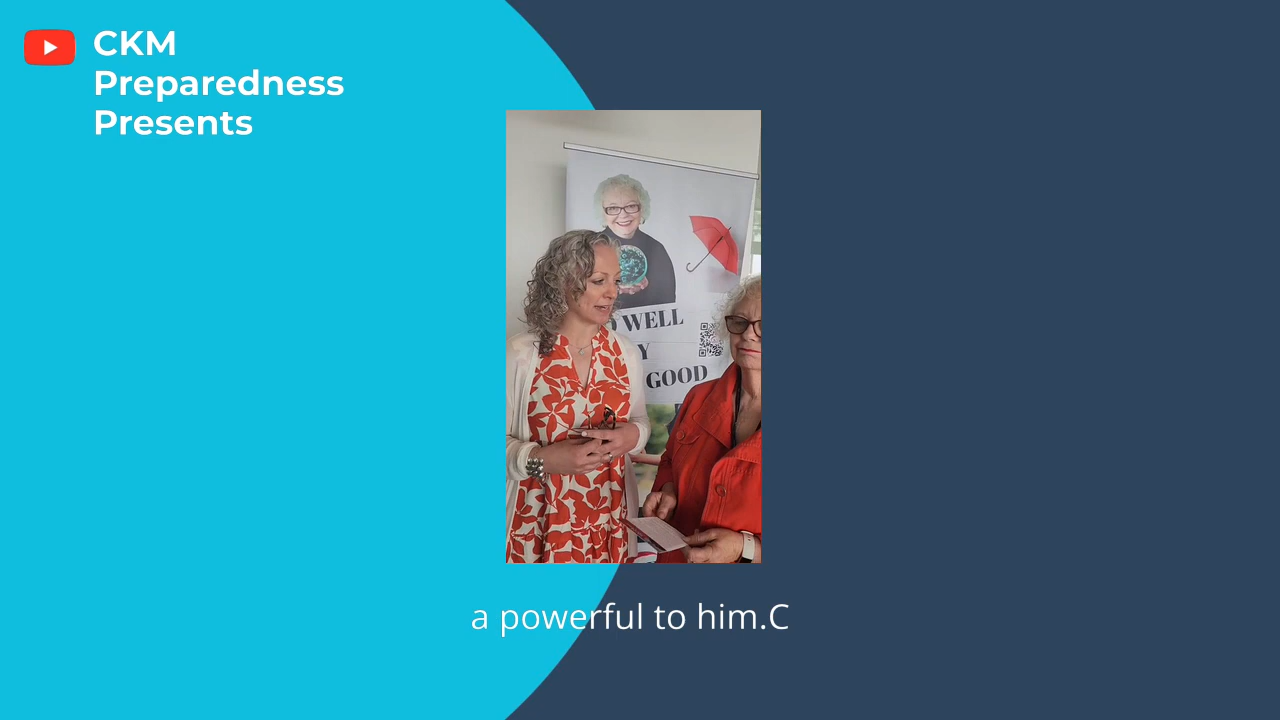 CKM
Preparedness
Presents
WELL
Y
GOOD
a powerful to him.C